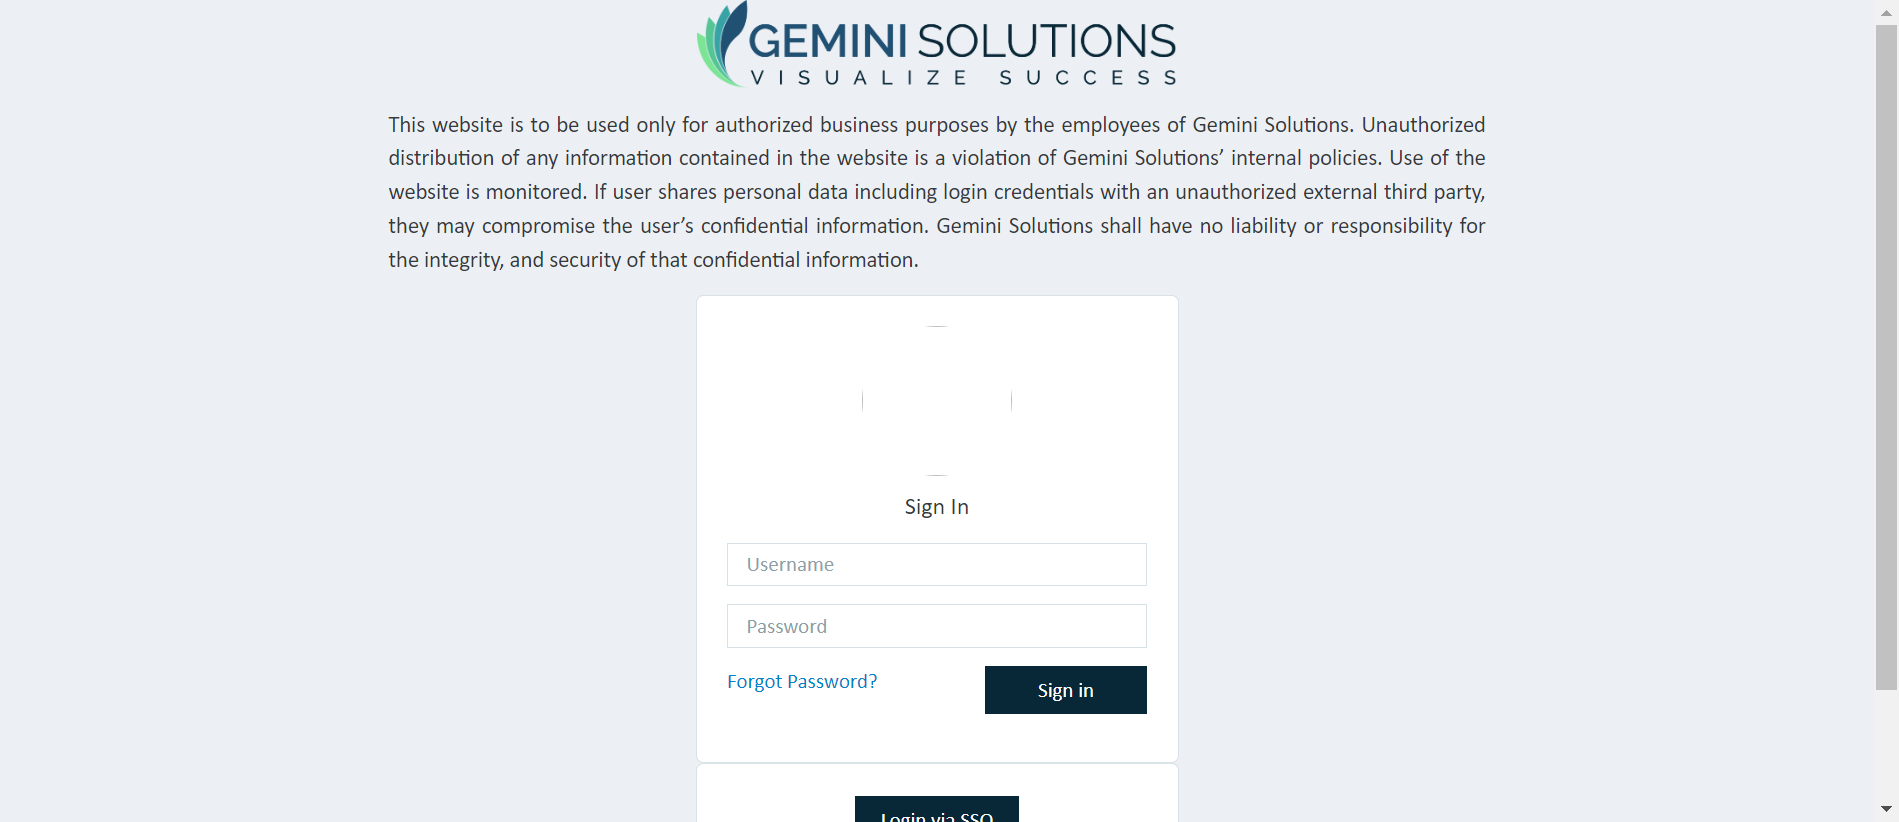 GEMINI SOLUTIONS
VISUALIZE SUCCESS
This website is to be used only for authorized business purposes by the employees of Gemini Solutions. Unauthorized
distribution of any information contained in the website is a violation of Gemini Solutions’ internal policies. Use of the
website is monitored. If user shares personal data including login credentials with an unauthorized external third party,
they may compromise the user’s confidential information. Gemini Solutions shall have no liability or responsibility for
the integrity, and security of that confidential information.
Sign In
Username
Password
Forgot Password?
Sign in
Login via SSO